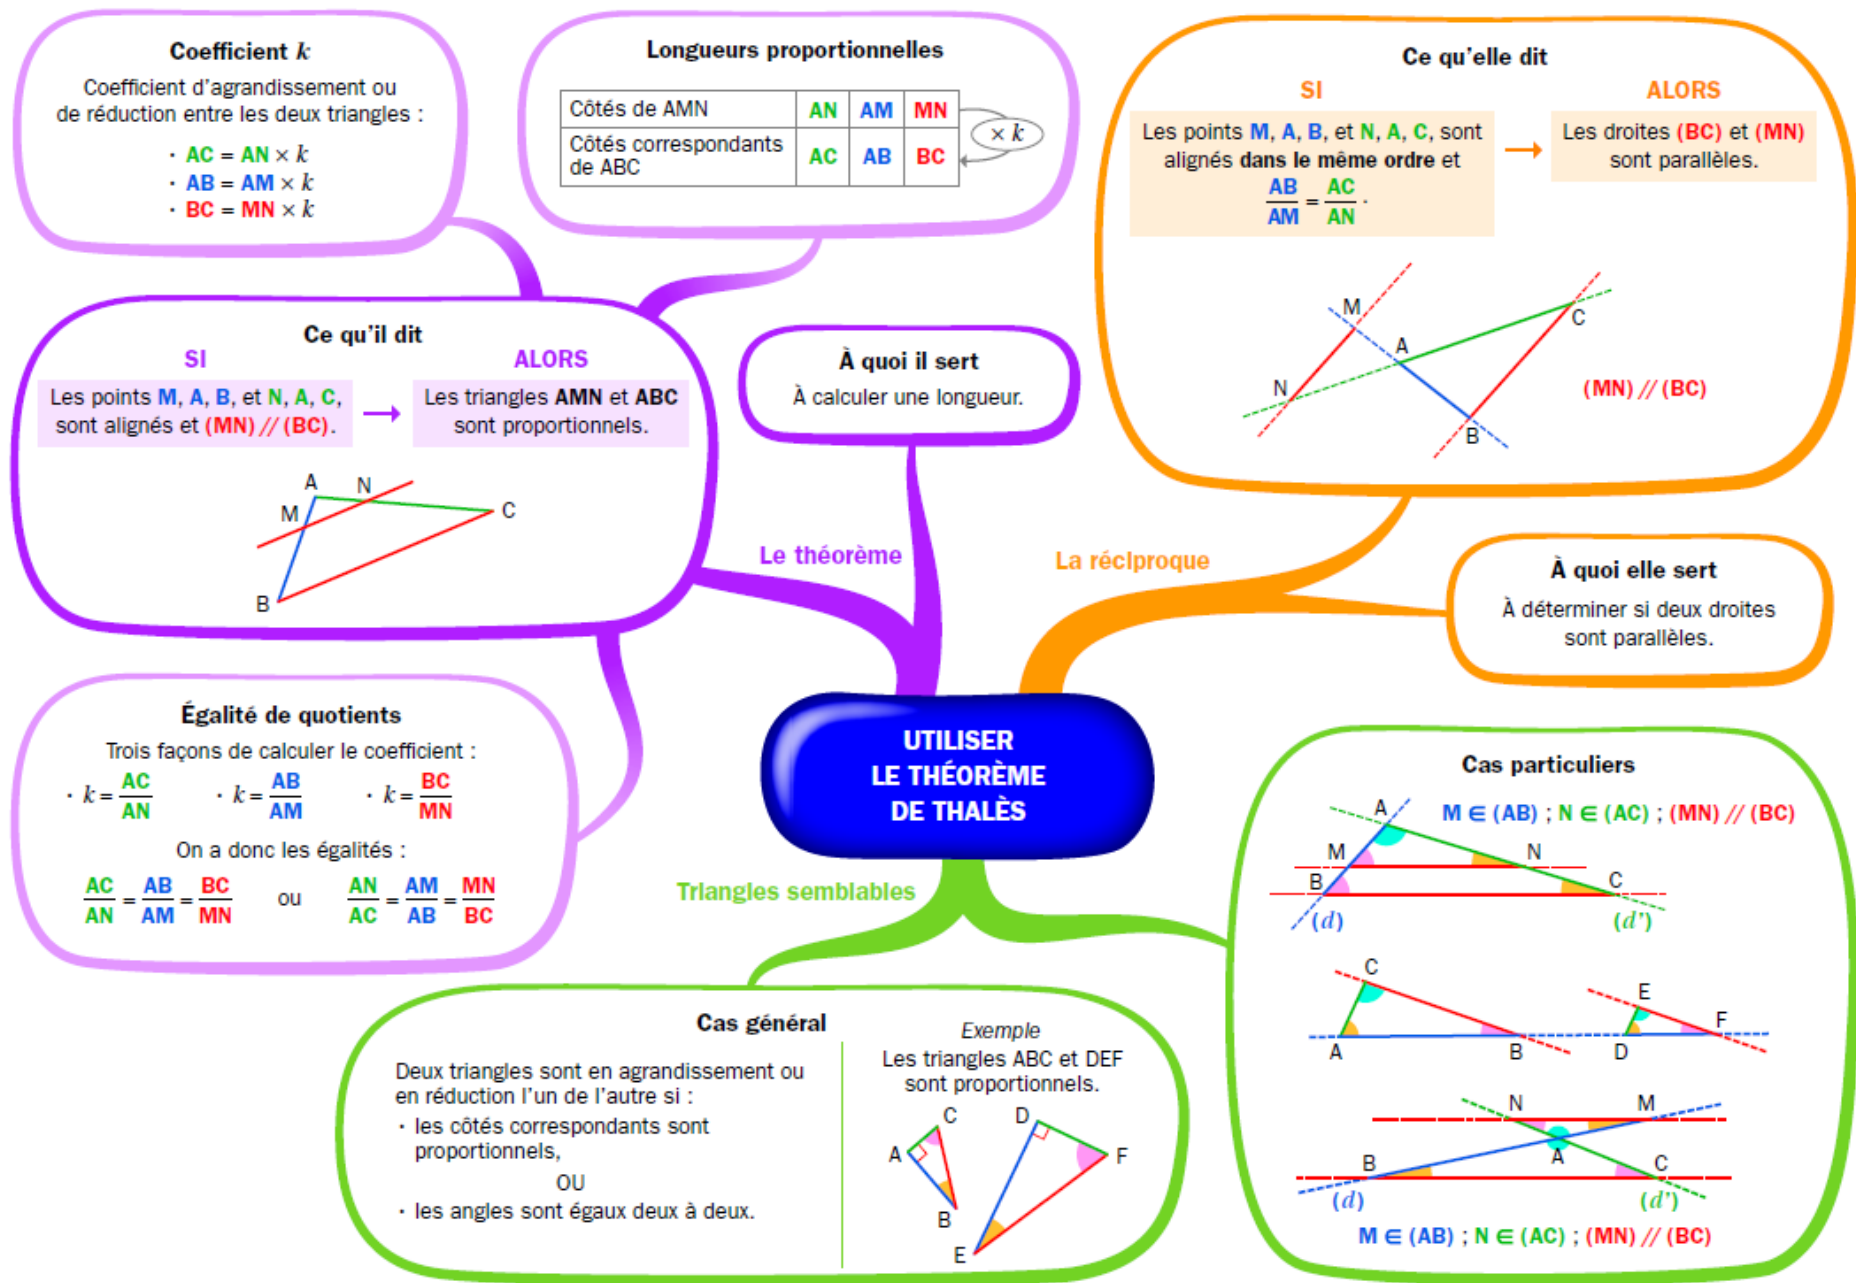 Coefficient k
Coefficient d'agrandissement ou
de réduction entre les deux triangles :
· AC = AN × k
· AB = AM × k
· BC = MN × k
Longueurs proportionnelles
Côtés de AMN AN AM MN
Côtés correspondants
de ABC AC AB BC
× k
Ce qu'elle dit
SI ALORS
Les points M, A, B, et N, A, C, sont
alignés dans le même ordre et
AB/AM = AC/AN ·
Les droites (BC) et (MN)
sont parallèles.
M
A
C
N
B
(MN) // (BC)
Ce qu'il dit
SI ALORS
Les points M, A, B, et N, A, C,
sont alignés et (MN) // (BC).
Les triangles AMN et ABC
sont proportionnels.
A
N
M
C
B
À quoi il sert
À calculer une longueur.
Le théorème
La réciproque
À quoi elle sert
À déterminer si deux droites
sont parallèles.
Égalité de quotients
Trois façons de calculer le coefficient :
· k = AC/AN · k = AB/AM · k = BC/MN
On a donc les égalités :
AC/AN = AB/AM = BC/MN ou AN/AC = AM/AB = MN/BC
UTILISER
LE THÉORÈME
DE THALÈS
Triangles semblables
Cas général
Deux triangles sont en agrandissement ou
en réduction l'un de l'autre si :
· les côtés correspondants sont
proportionnels,
OU
· les angles sont égaux deux à deux.
Exemple
Les triangles ABC et DEF
sont proportionnels.
C
D
A
F
B
E
Cas particuliers
A
M ∈ (AB) ; N ∈ (AC) ; (MN) // (BC)
M
N
B
C
(d)
(d')
C
E
F
A
B
D
N
M
A
B
C
(d)
(d')
M ∈ (AB) ; N ∈ (AC) ; (MN) // (BC)